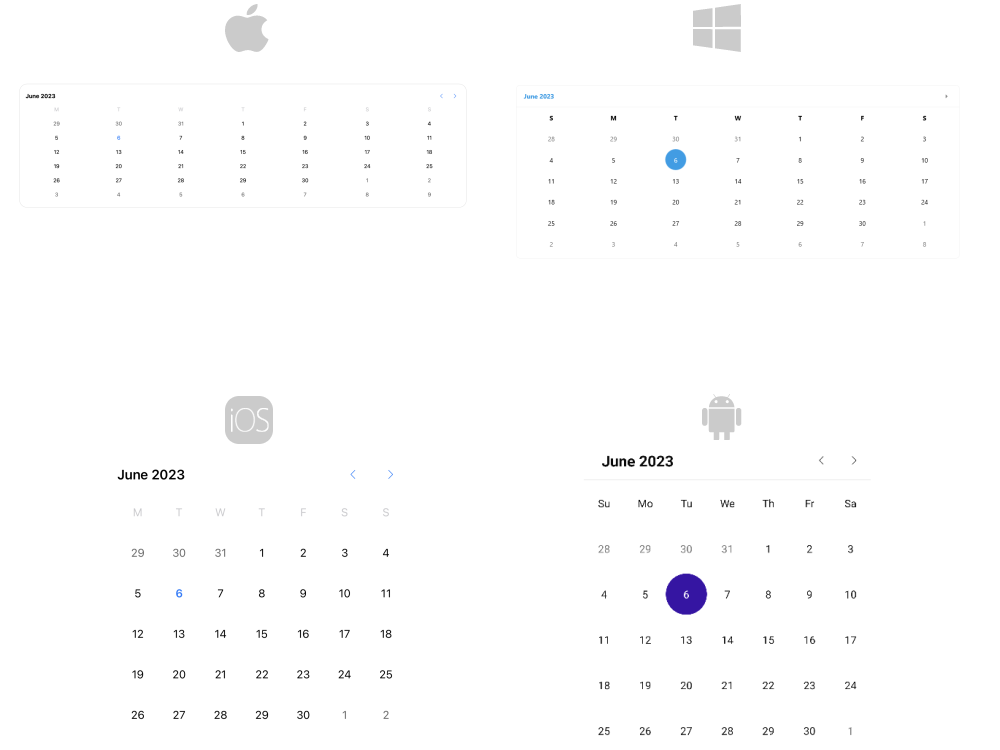 June 2023
M T W T F S S
29 30 31 1 2 3 4
5 6 7 8 9 10 11
12 13 14 15 16 17 18
19 20 21 22 23 24 25
26 27 28 29 30 1 2
3 4 5 6 7 8 9
June 2023
S M T W T F S
28 29 30 31 1 2 3
4 5 6 7 8 9 10
11 12 13 14 15 16 17
18 19 20 21 22 23 24
25 26 27 28 29 30 1
2 3 4 5 6 7 8
iOS
June 2023
M T W T F S S
29 30 31 1 2 3 4
5 6 7 8 9 10 11
12 13 14 15 16 17 18
19 20 21 22 23 24 25
26 27 28 29 30 1 2
June 2023
Su Mo Tu We Th Fr Sa
28 29 30 31 1 2 3
4 5 6 7 8 9 10
11 12 13 14 15 16 17
18 19 20 21 22 23 24
25 26 27 28 29 30 1